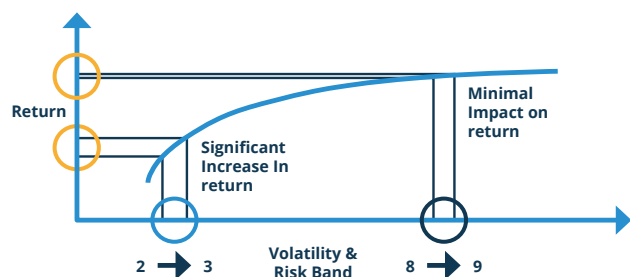 Return
Significant
Increase In
return
Minimal
Impact on
return
2
3
Volatility &
Risk Band
8
9